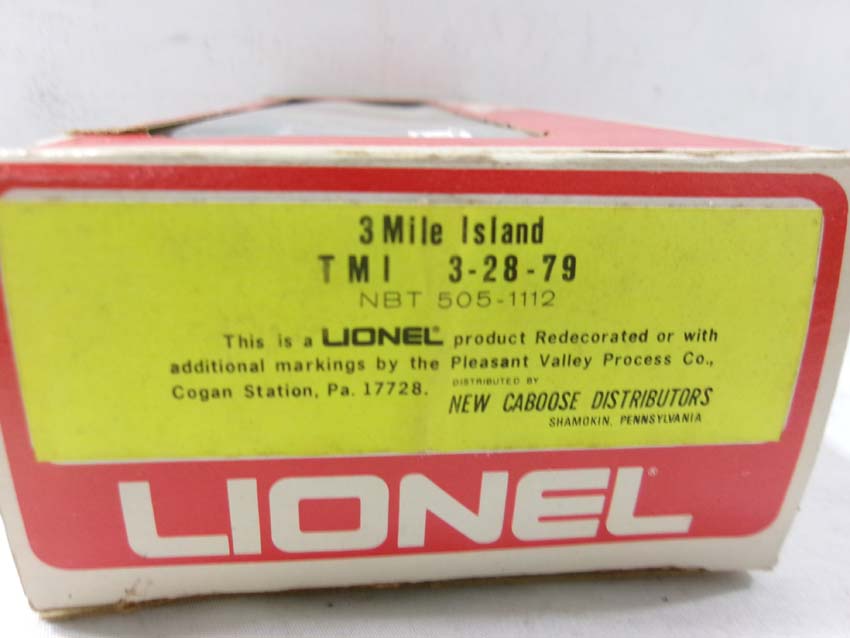 3 Mile Island
TMI 3-28-79
NBT 505-1112
This is a LIONEL product Redecorated or with
additional markings by the Pleasant Valley Process Co.,
Cogan Station, Pa. 17728.
DISTRIBUTED BY
NEW CABOOSE DISTRIBUTORS
SHAMOKIN, PENNSYLVANIA
LIONEL®